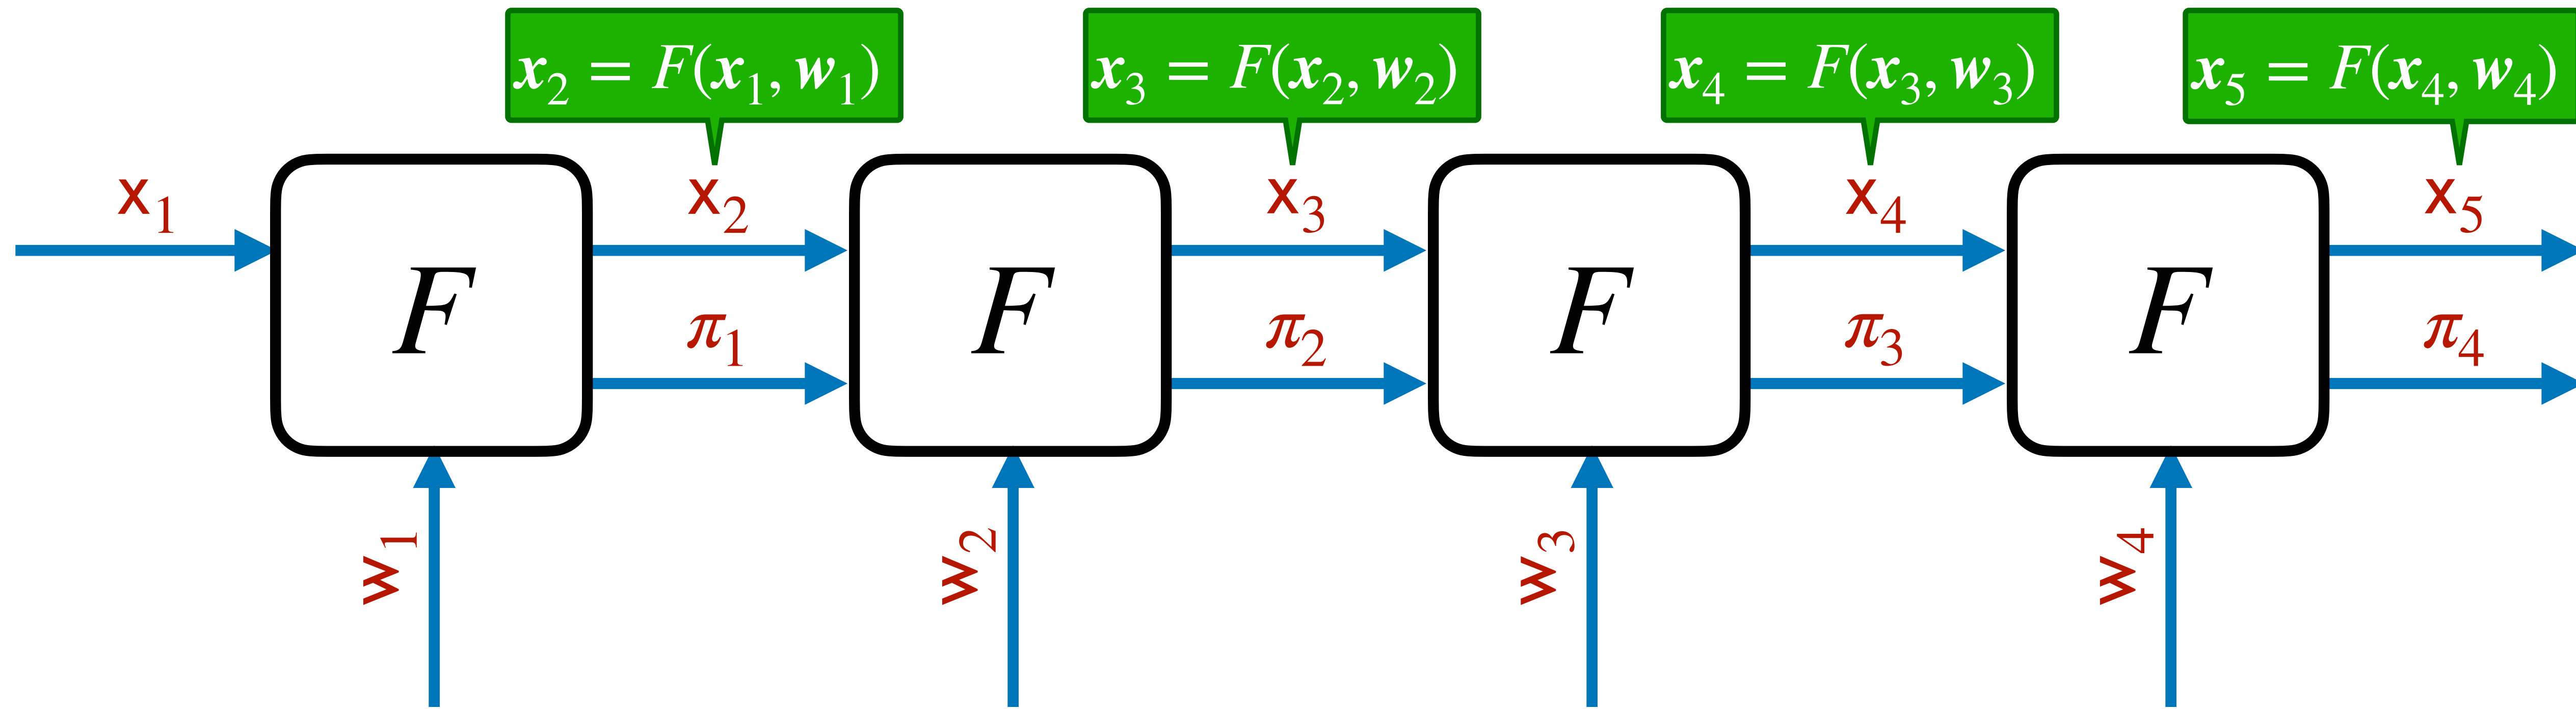 x₂ = F(x₁, w₁)
x₃ = F(x₂, w₂)
x₄ = F(x₃, w₃)
x₅ = F(x₄, w₄)
x₁
x₂
x₃
x₄
x₅
F
F
F
F
π₁
π₂
π₃
π₄
w₁
w₂
w₃
w₄